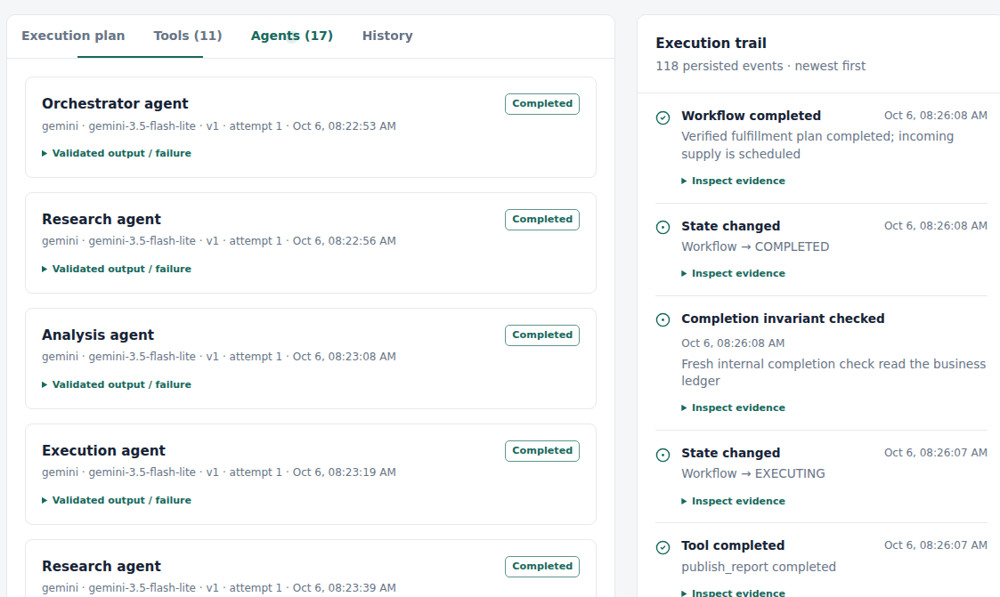 Execution plan
Tools (11)
Agents (17)
History
Orchestrator agent
Completed
gemini · gemini-3.5-flash-lite · v1 · attempt 1 · Oct 6, 08:22:53 AM
Validated output / failure
Research agent
Completed
gemini · gemini-3.5-flash-lite · v1 · attempt 1 · Oct 6, 08:22:56 AM
Validated output / failure
Analysis agent
Completed
gemini · gemini-3.5-flash-lite · v1 · attempt 1 · Oct 6, 08:23:08 AM
Validated output / failure
Execution agent
Completed
gemini · gemini-3.5-flash-lite · v1 · attempt 1 · Oct 6, 08:23:19 AM
Validated output / failure
Research agent
Completed
gemini · gemini-3.5-flash-lite · v1 · attempt 1 · Oct 6, 08:23:39 AM
Execution trail
118 persisted events · newest first
Workflow completed
Oct 6, 08:26:08 AM
Verified fulfillment plan completed; incoming
supply is scheduled
Inspect evidence
State changed
Oct 6, 08:26:08 AM
Workflow → COMPLETED
Inspect evidence
Completion invariant checked
Oct 6, 08:26:08 AM
Fresh internal completion check read the business
ledger
Inspect evidence
State changed
Oct 6, 08:26:07 AM
Workflow → EXECUTING
Inspect evidence
Tool completed
Oct 6, 08:26:07 AM
publish_report completed
Inspect evidence